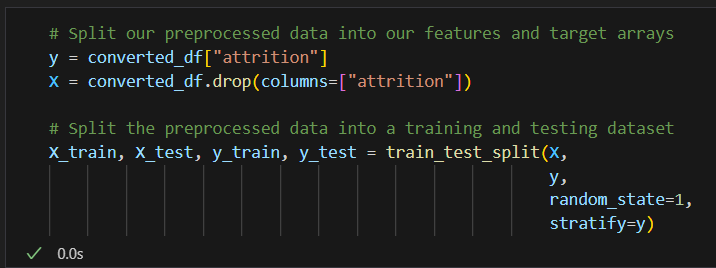 # Split our preprocessed data into our features and target arrays
y = converted_df["attrition"]
X = converted_df.drop(columns=["attrition"])
# Split the preprocessed data into a training and testing dataset
X_train, X_test, y_train, y_test = train_test_split(X,
y,
random_state=1,
stratify=y)
0.0s